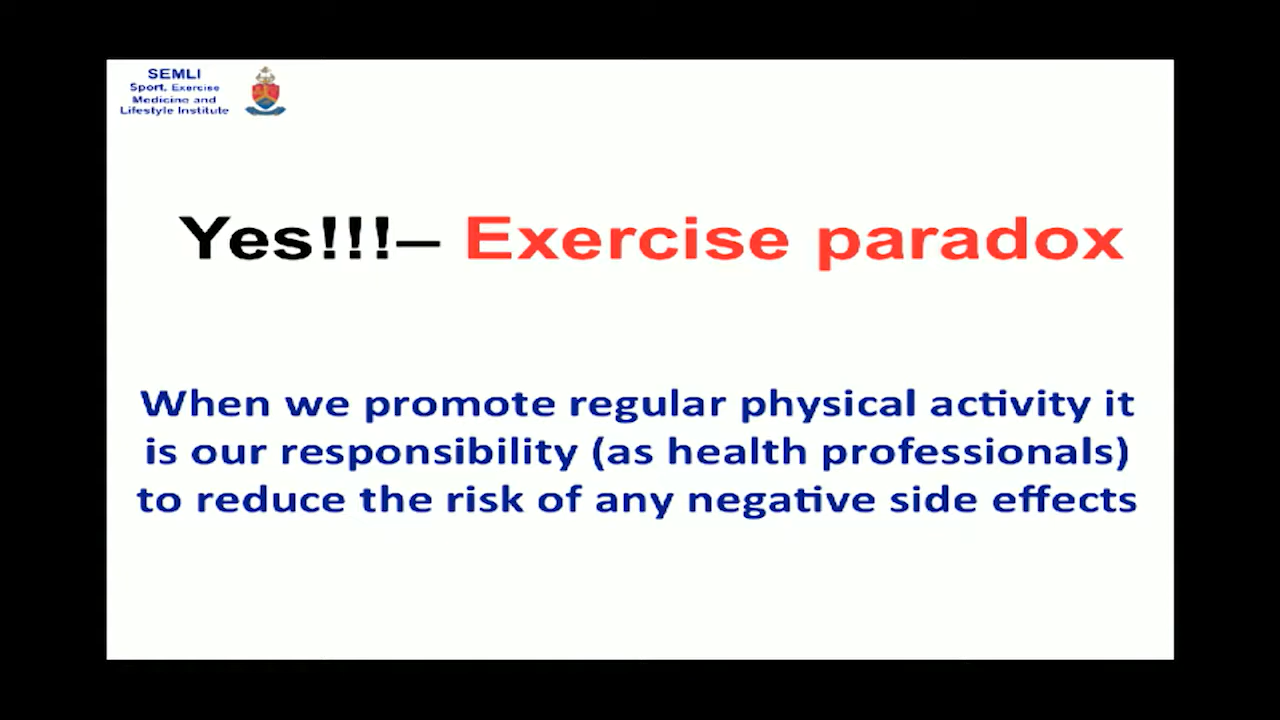 SEMLI
Sport, Exercise
Medicine and
Lifestyle Institute
Yes!!!– Exercise paradox
When we promote regular physical activity it
is our responsibility (as health professionals)
to reduce the risk of any negative side effects